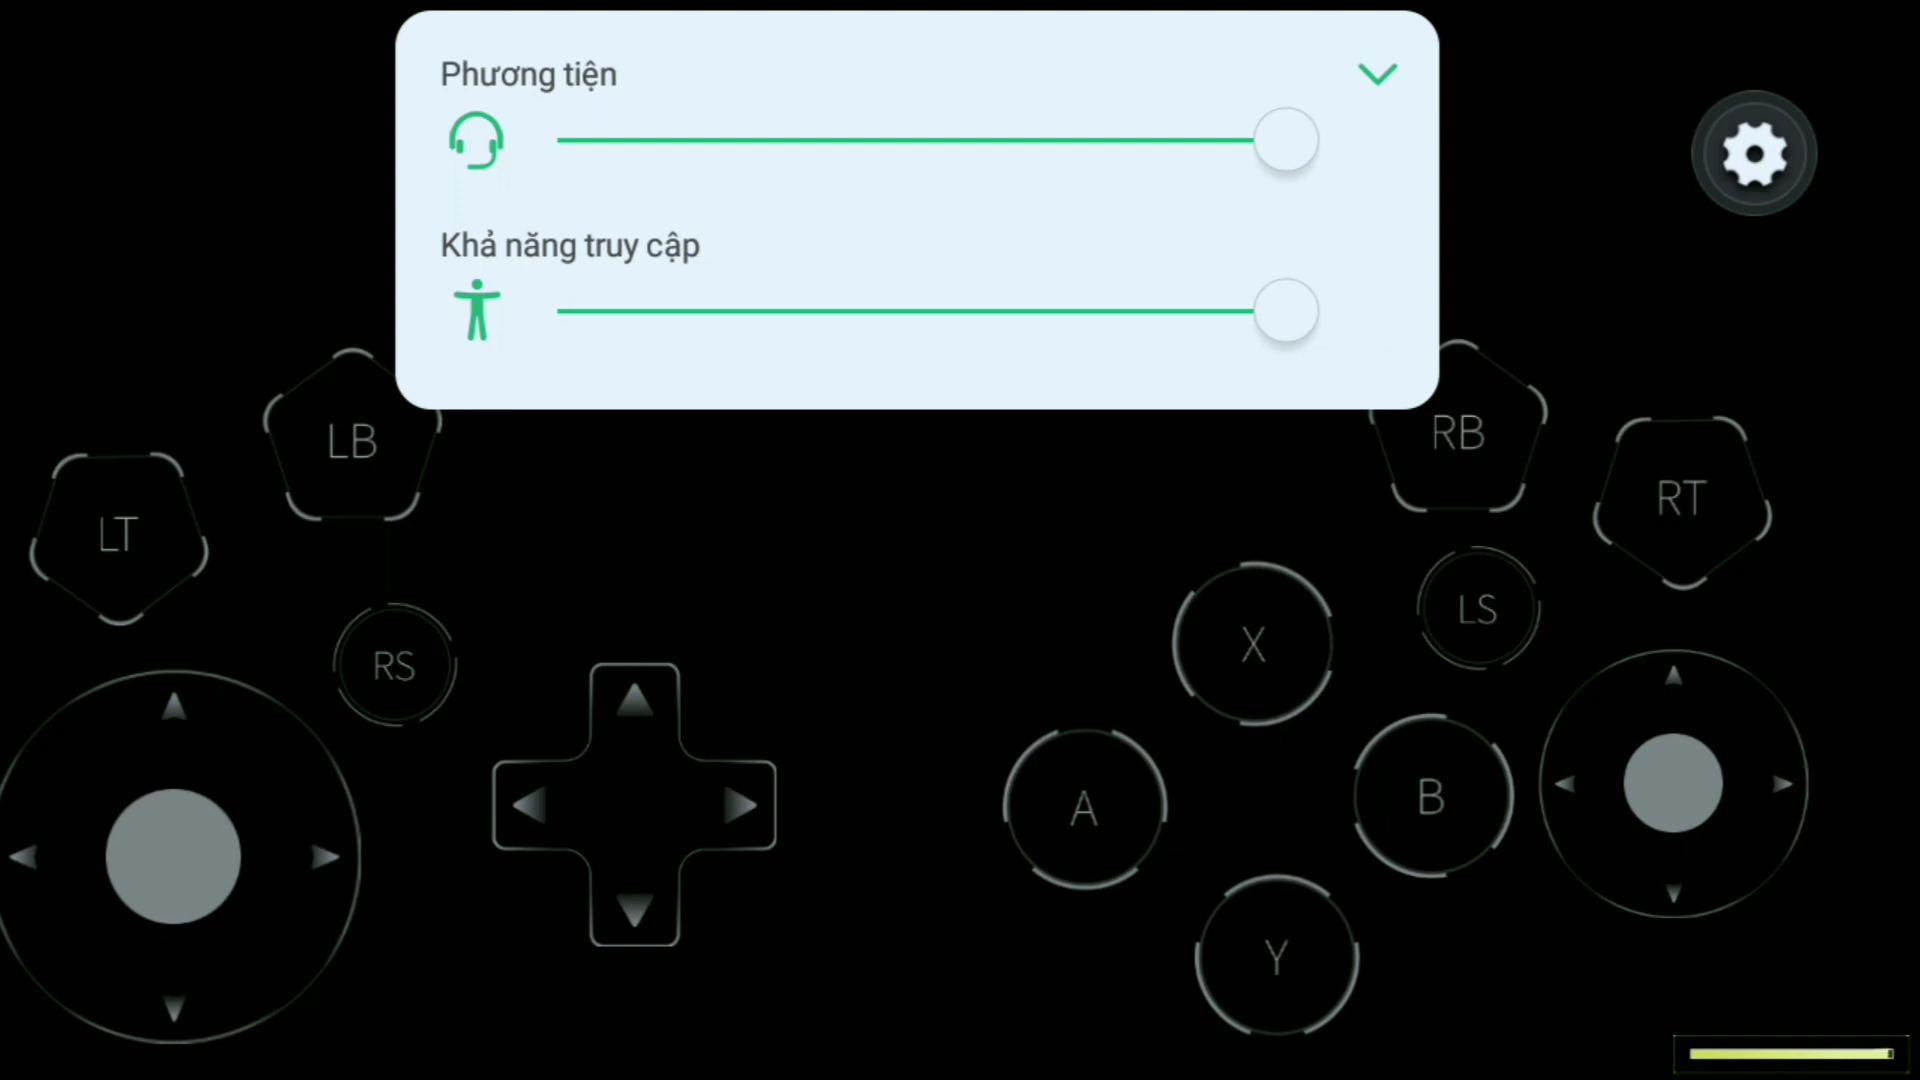 Phương tiện
Khả năng truy cập
LB
RB
LT
RT
LS
X
RS
A
B
Y